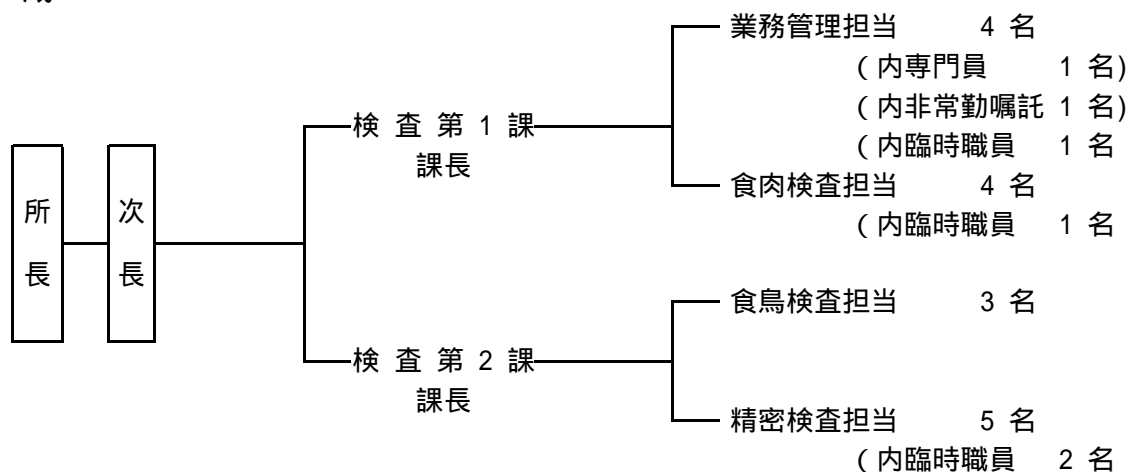 業務管理担当 4 名
(内専門員 1 名)
(内非常勤嘱託 1 名)
(内臨時職員 1 名
検 査 第 1 課
課長
食肉検査担当 4 名
(内臨時職員 1 名
所長
次長
食鳥検査担当 3 名
検 査 第 2 課
課長
精密検査担当 5 名
(内臨時職員 2 名